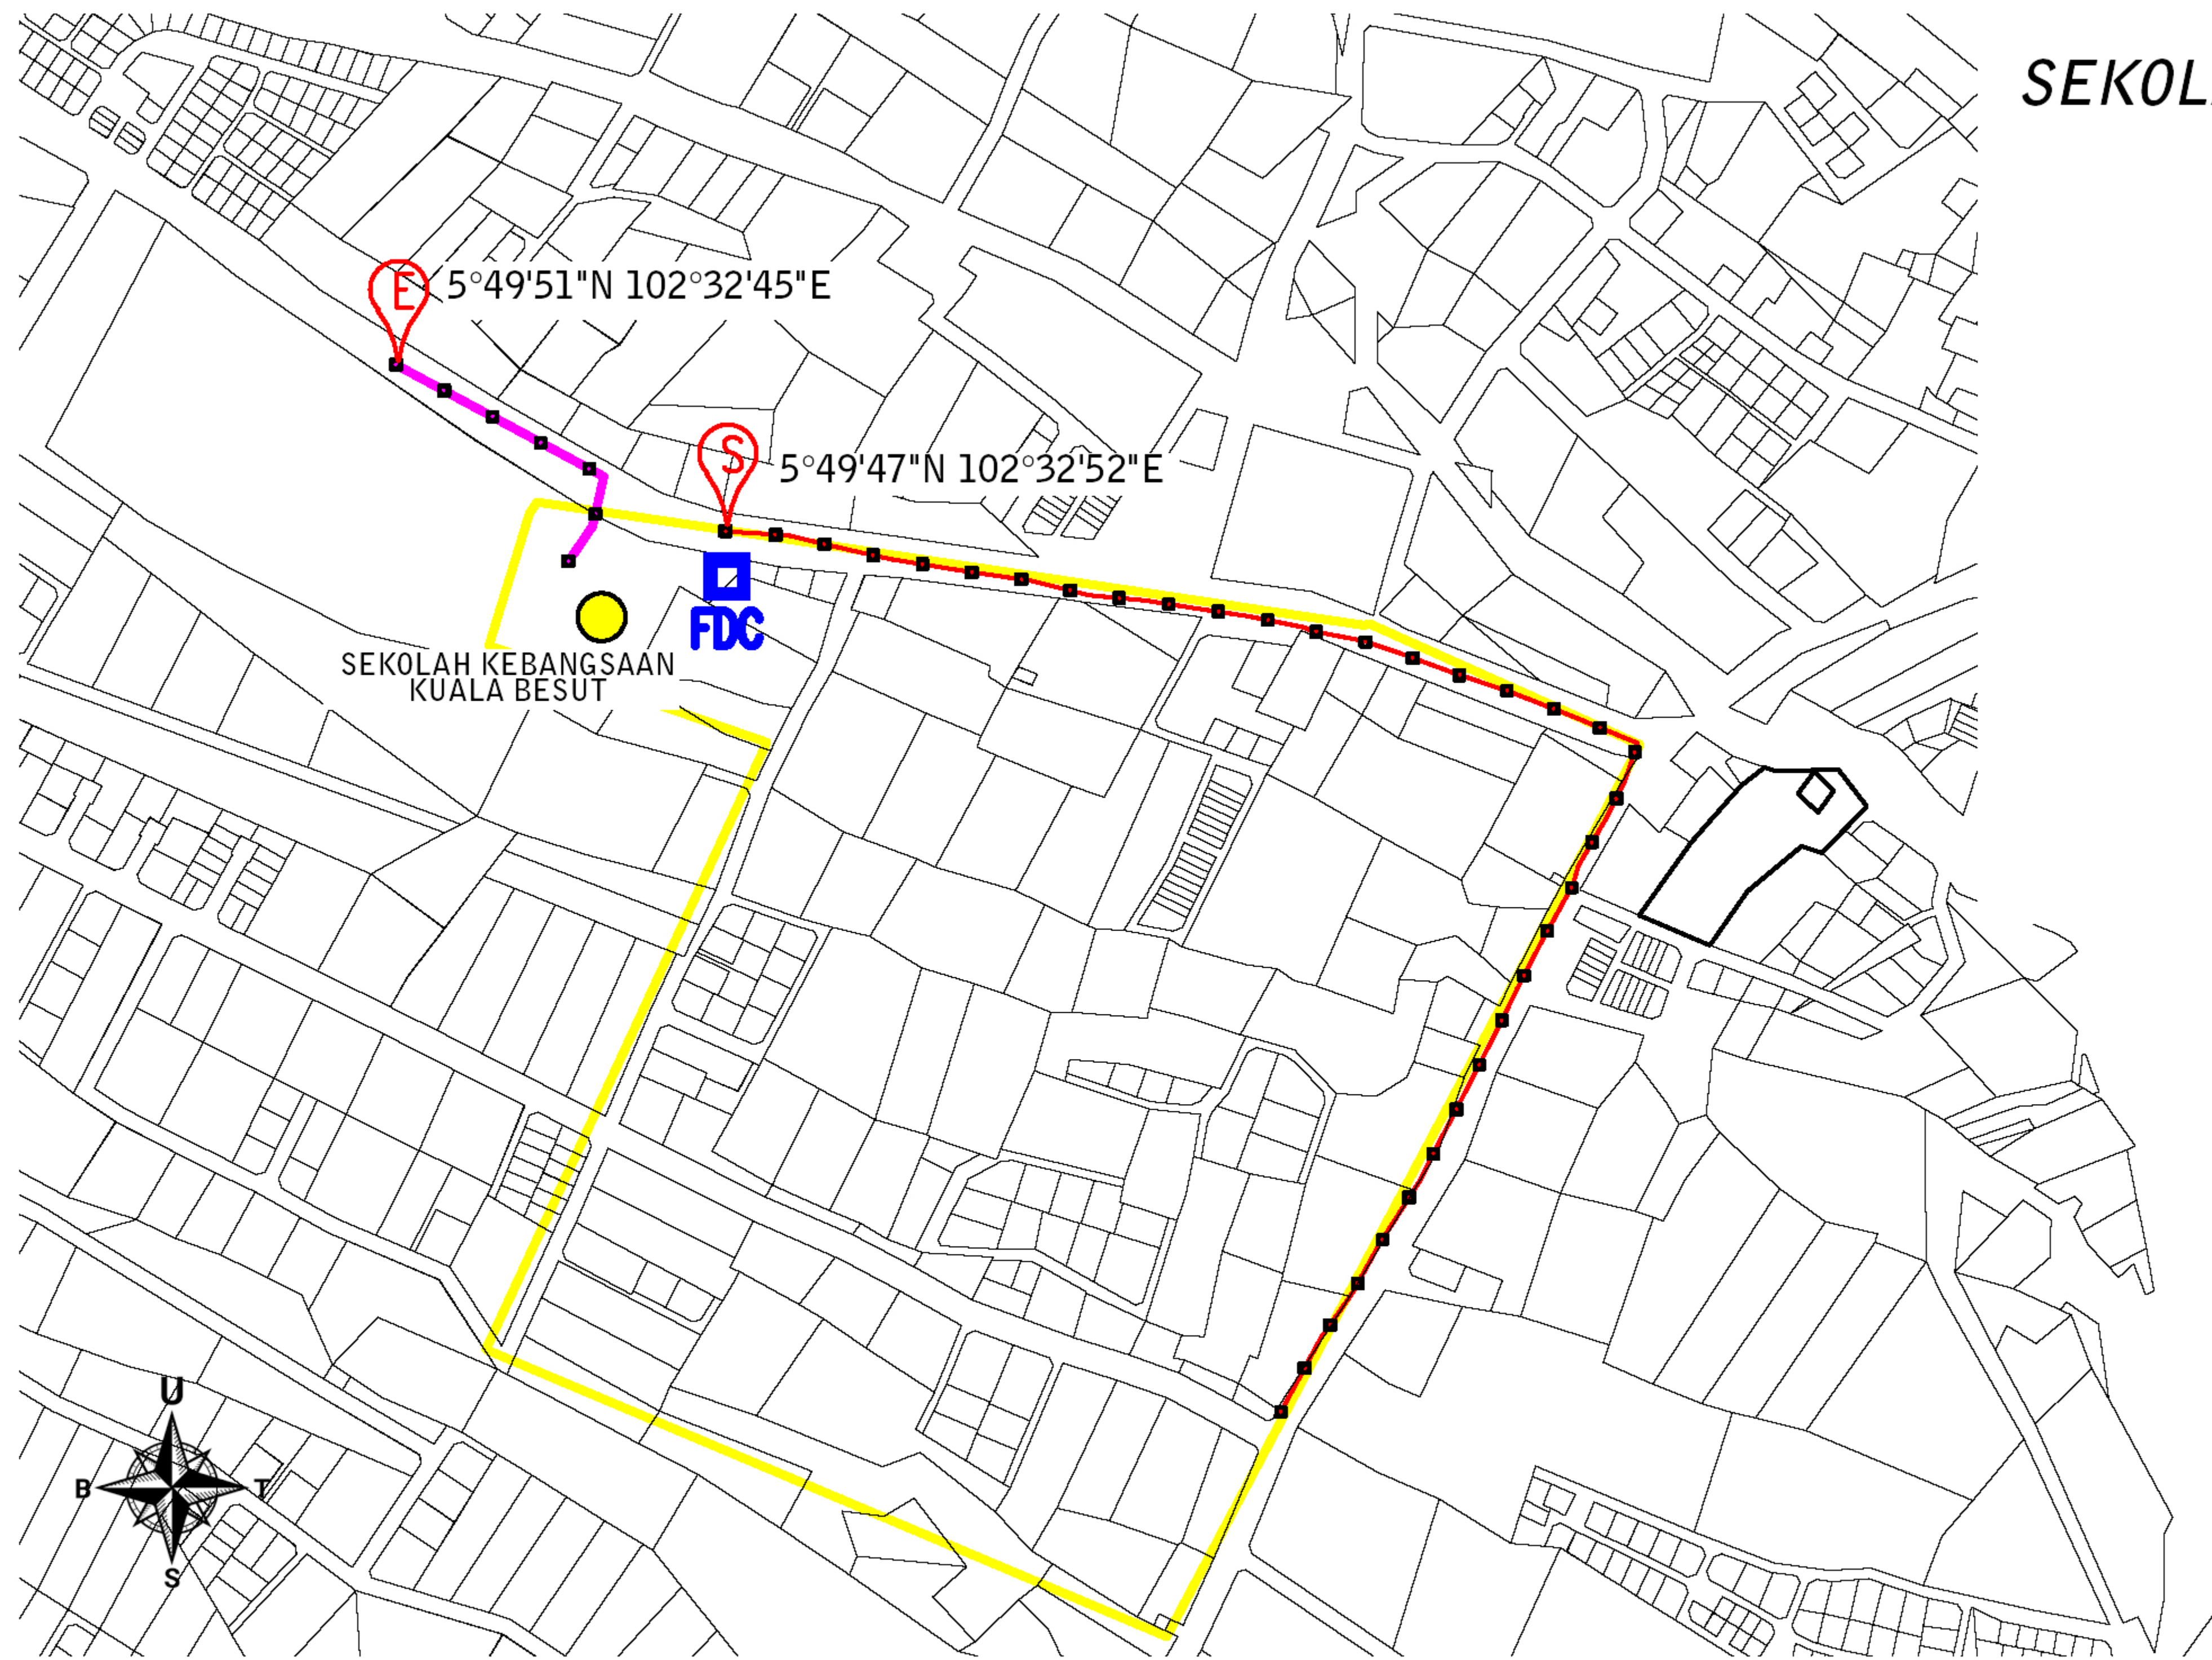 SEKOL
E
5°49'51"N 102°32'45"E
S
5°49'47"N 102°32'52"E
FDC
SEKOLAH KEBANGSAAN
KUALA BESUT
U
B
T
S